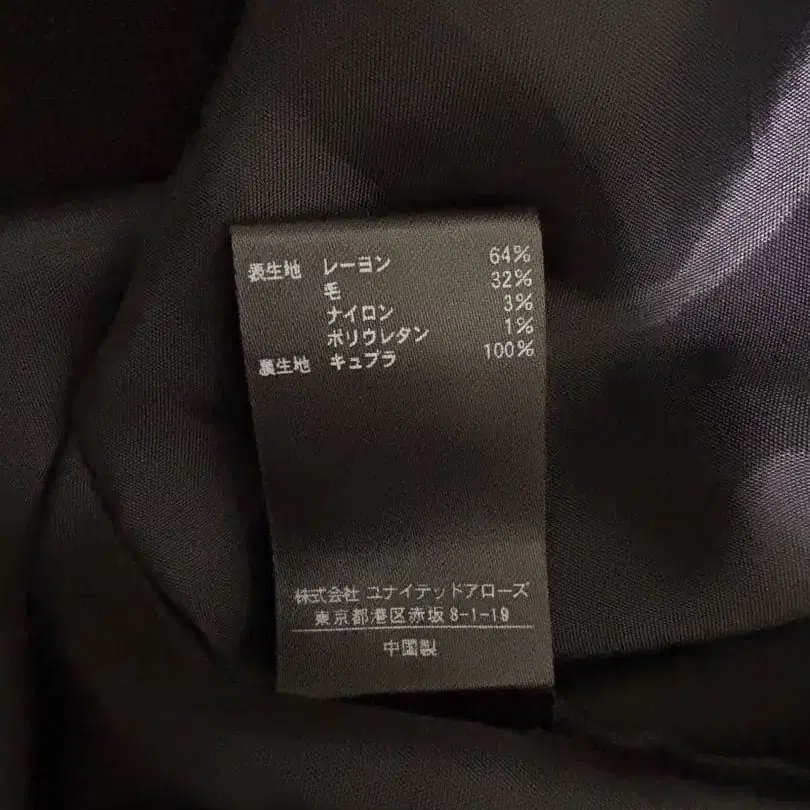 表生地 レーヨン 64%
毛 32%
ナイロン 3%
ポリウレタン 1%
裏生地 キュプラ 100%
株式会社 ユナイテッドアローズ
東京都港区赤坂 8-1-19
中国製